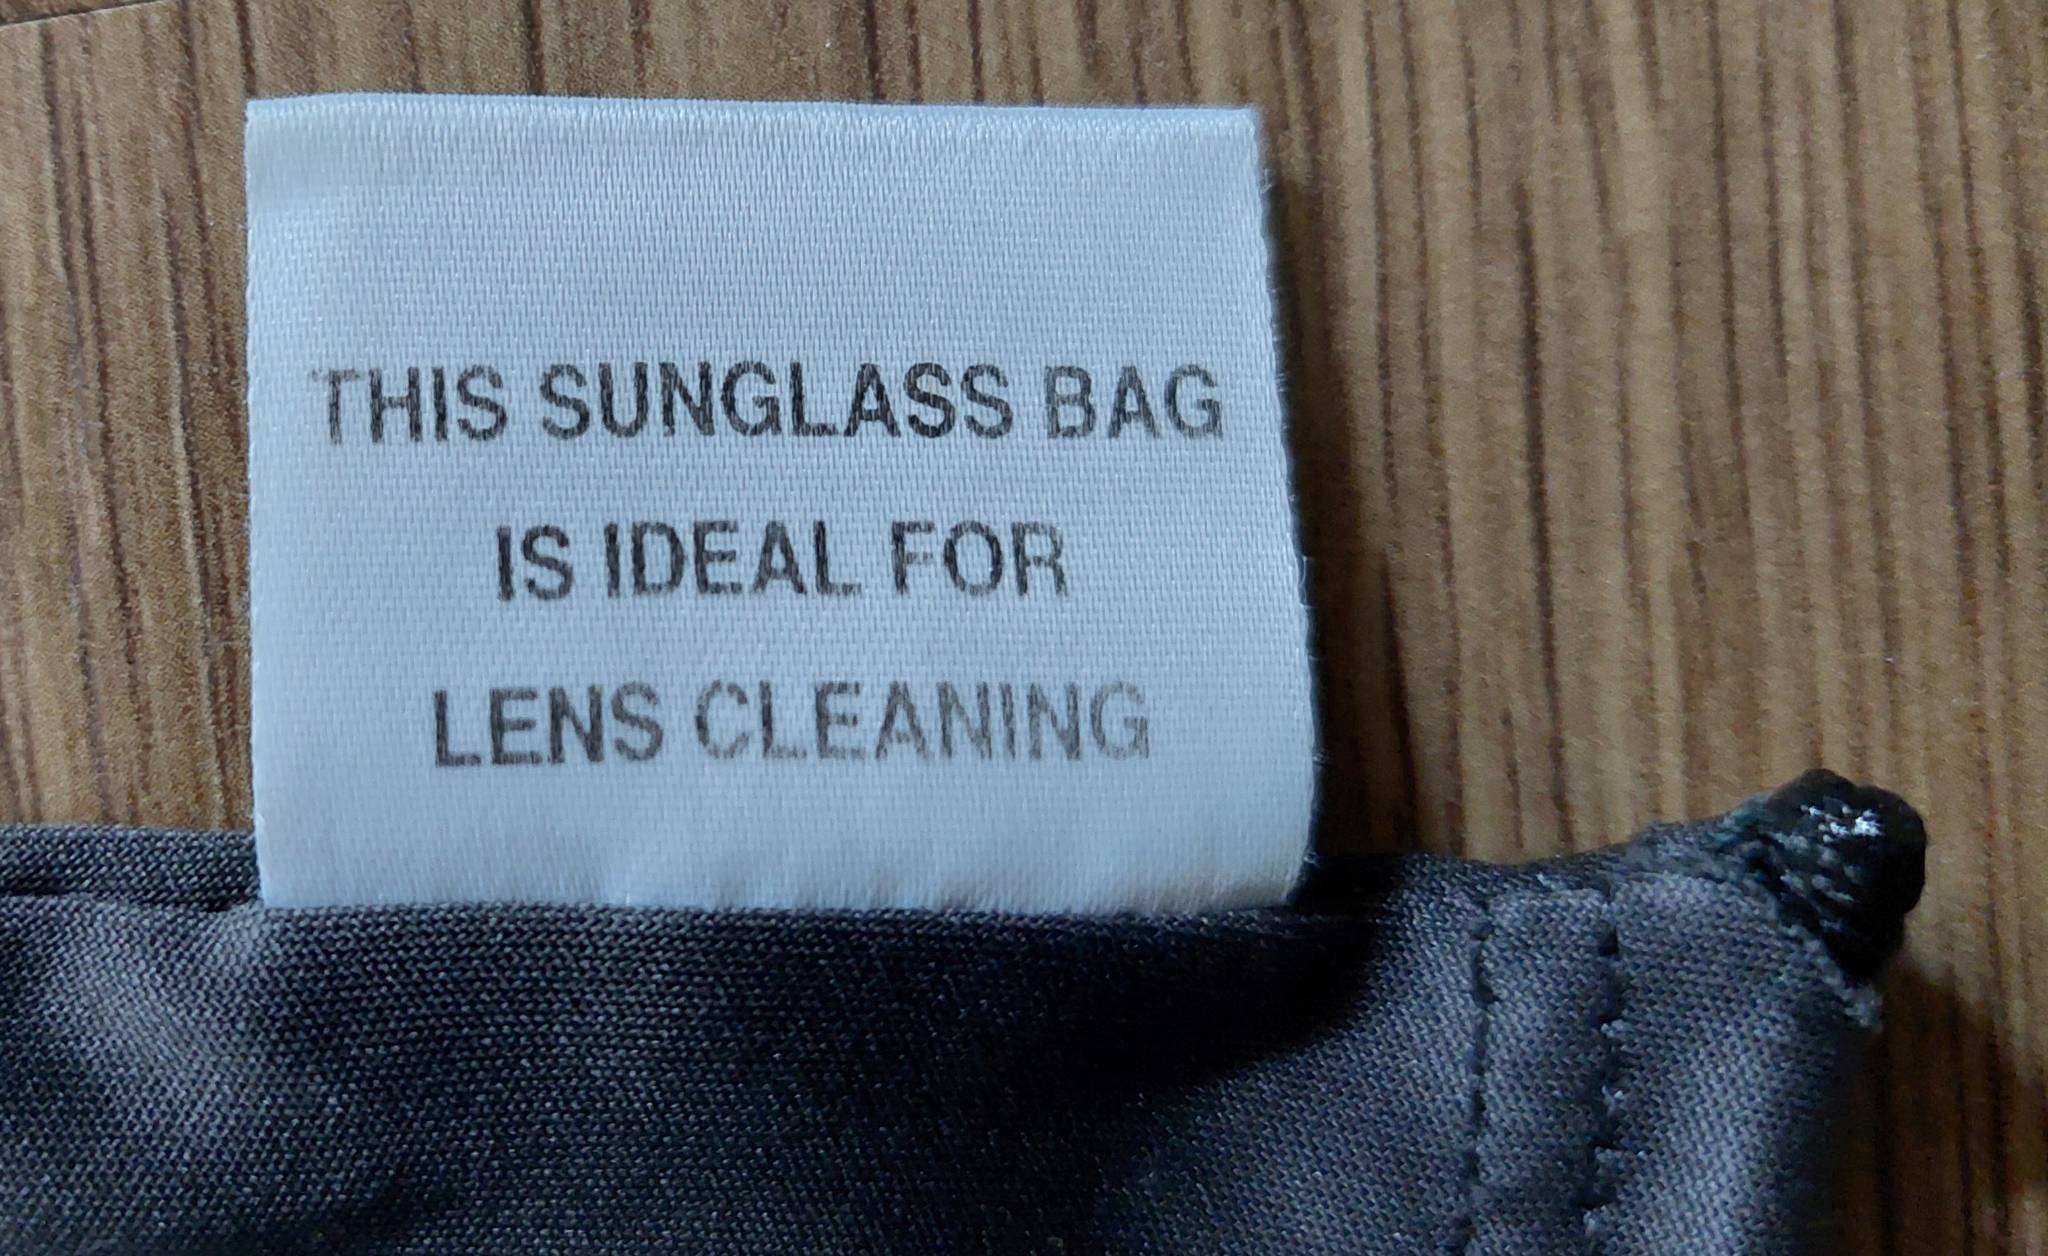 THIS SUNGLASS BAG
IS IDEAL FOR
LENS CLEANING